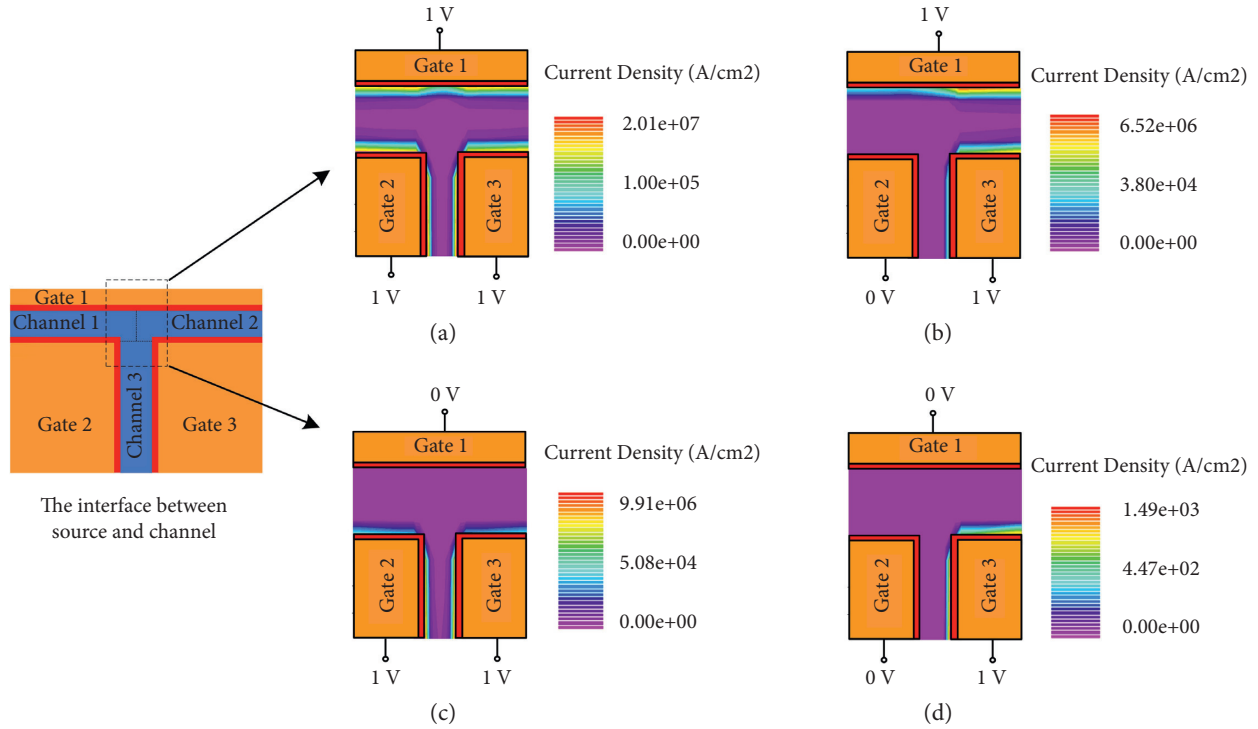 Gate 1
Channel 1
Channel 2
Channel 3
Gate 2
Gate 3
The interface between
source and channel
1 V
Gate 1
Gate 2
Gate 3
1 V
1 V
Current Density (A/cm2)
2.01e+07
1.00e+05
0.00e+00
(a)
1 V
Gate 1
Gate 2
Gate 3
0 V
1 V
Current Density (A/cm2)
6.52e+06
3.80e+04
0.00e+00
(b)
0 V
Gate 1
Gate 2
Gate 3
1 V
1 V
Current Density (A/cm2)
9.91e+06
5.08e+04
0.00e+00
(c)
0 V
Gate 1
Gate 2
Gate 3
0 V
1 V
Current Density (A/cm2)
1.49e+03
4.47e+02
0.00e+00
(d)